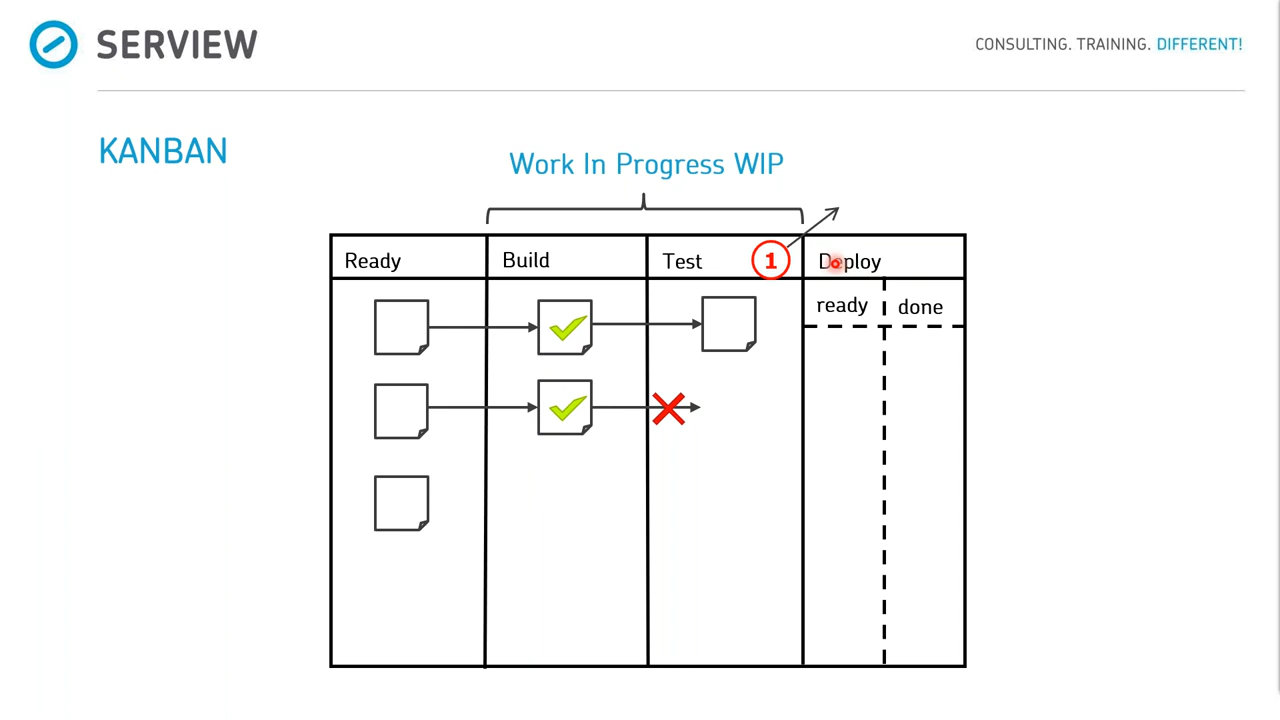 SERVIEW
CONSULTING. TRAINING. DIFFERENT!
KANBAN
Work In Progress WIP
Ready
Build
Test
1
Deploy
ready
done